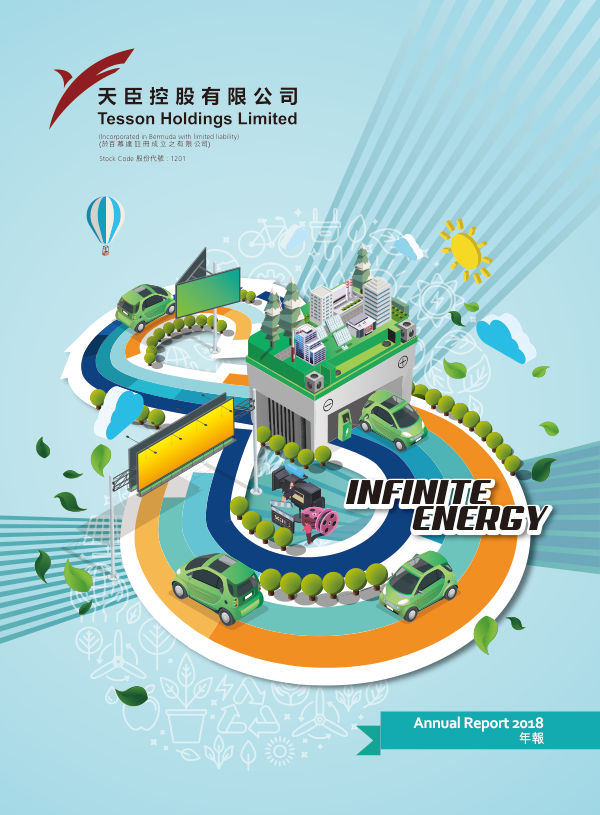 天臣控股有限公司
Tesson Holdings Limited
(Incorporated in Bermuda with limited liability)
(於百慕達註冊成立之有限公司)
Stock Code 股份代號 : 1201
INFINITE
ENERGY
Annual Report 2018
年報